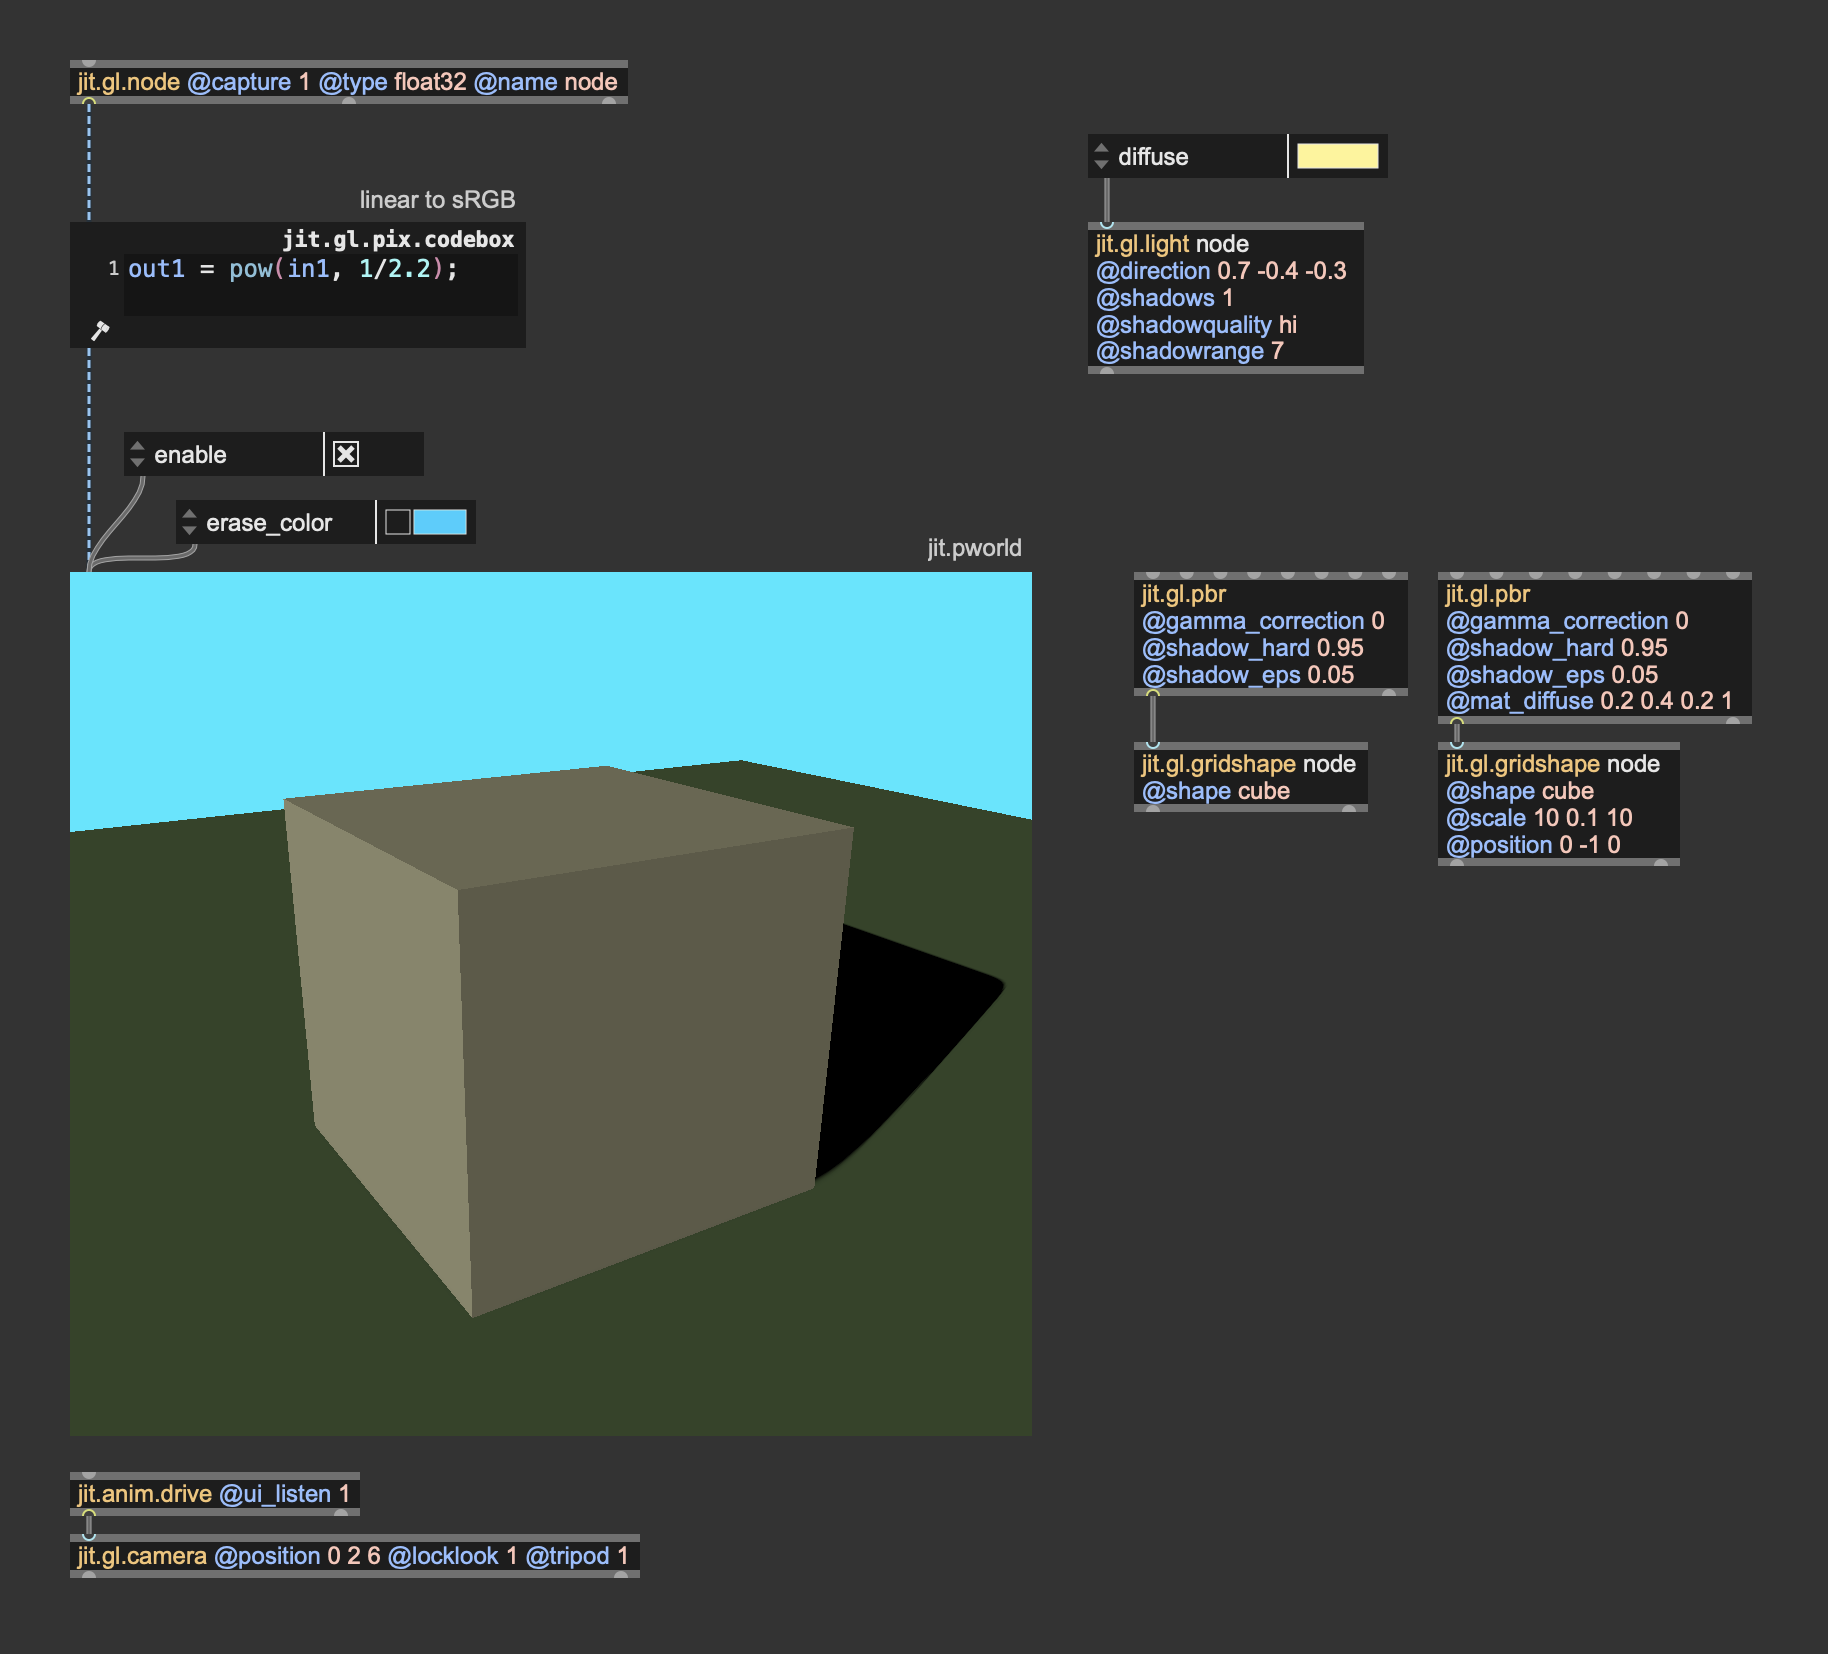 jit.gl.node @capture 1 @type float32 @name node
diffuse
linear to sRGB
jit.gl.pix.codebox
1 out1 = pow(in1, 1/2.2);
jit.gl.light node
@direction 0.7 -0.4 -0.3
@shadows 1
@shadowquality hi
@shadowrange 7
enable
erase_color
jit.pworld
jit.gl.pbr
@gamma_correction 0
@shadow_hard 0.95
@shadow_eps 0.05
jit.gl.gridshape node
@shape cube
jit.gl.pbr
@gamma_correction 0
@shadow_hard 0.95
@shadow_eps 0.05
@mat_diffuse 0.2 0.4 0.2 1
jit.gl.gridshape node
@shape cube
@scale 10 0.1 10
@position 0 -1 0
jit.anim.drive @ui_listen 1
jit.gl.camera @position 0 2 6 @locklook 1 @tripod 1